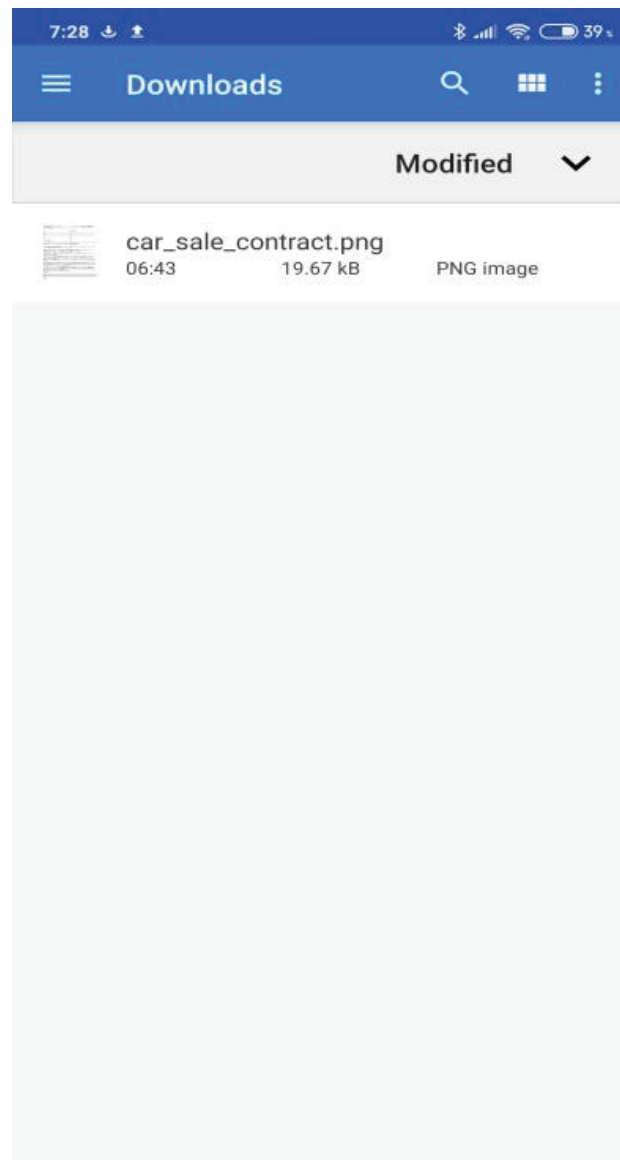 7:28 39%
Downloads
Modified
car_sale_contract.png
06:43 19.67 kB PNG image